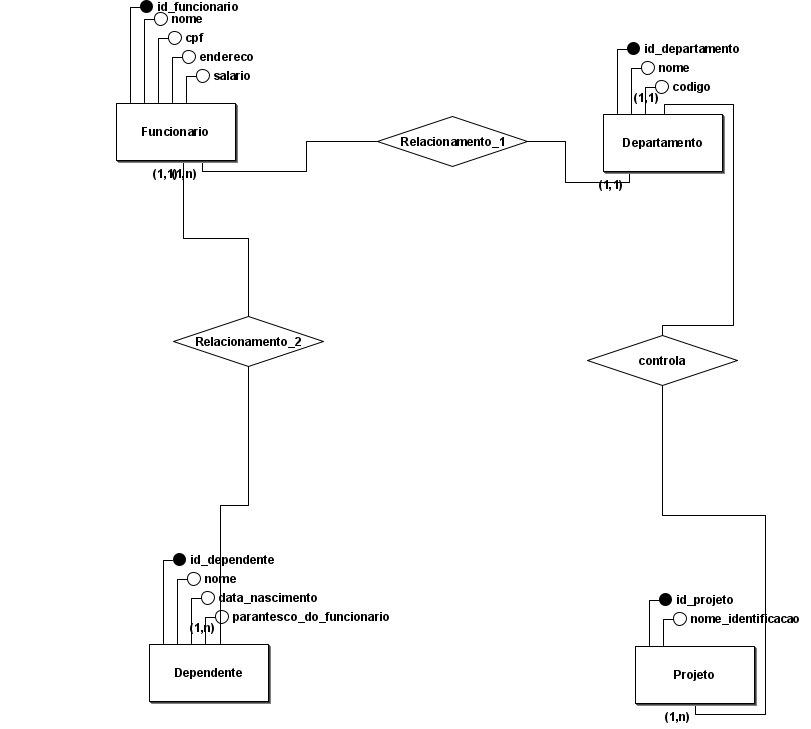 id_funcionario
nome
cpf
endereco
salario
Funcionario
(1,1)
(1,n)
Relacionamento_1
id_departamento
nome
codigo
(1,1)
Departamento
(1,1)
Relacionamento_2
controla
id_dependente
nome
data_nascimento
parantesco_do_funcionario
(1,n)
Dependente
id_projeto
nome_identificacao
Projeto
(1,n)